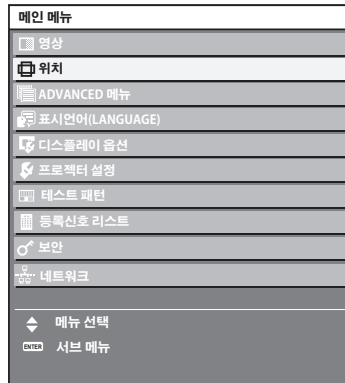 메인 메뉴
영상
위치
ADVANCED 메뉴
표시언어(LANGUAGE)
디스플레이 옵션
프로젝터 설정
테스트 패턴
등록신호 리스트
보안
네트워크
메뉴 선택
ENTER 서브 메뉴